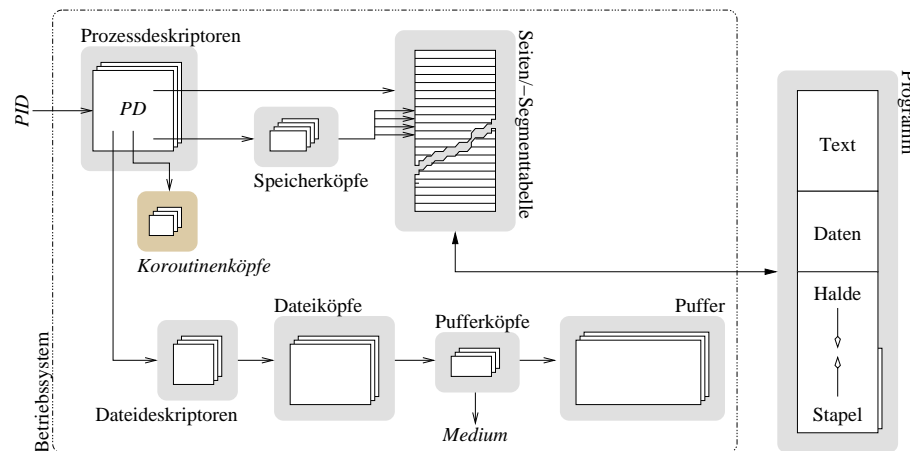 Prozessdeskriptoren
PID
PD
Seiten/−Segmenttabelle
Speicherköpfe
Koroutinenköpfe
Programm
Text
Daten
Halde
Stapel
Betriebssystem
Dateiköpfe
Pufferköpfe
Puffer
Dateideskriptoren
Medium